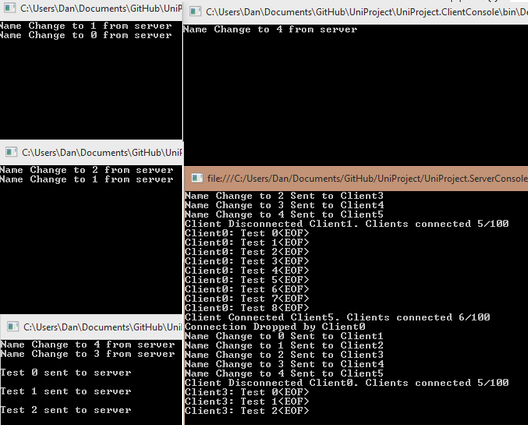 C:\Users\Dan\Documents\GitHub\UniP
Name Change to 1 from server
Name Change to 0 from server
C:\Users\Dan\Documents\GitHub\UniProject\UniProject.ClientConsole\bin\De
Name Change to 4 from server
C:\Users\Dan\Documents\GitHub\UniF
Name Change to 2 from server
Name Change to 1 from server
file:///C:/Users/Dan/Documents/GitHub/UniProject/UniProject.ServerConsole
Name Change to 2 Sent to Client3
Name Change to 3 Sent to Client4
Name Change to 4 Sent to Client5
Client Disconnected Client1. Clients connected 5/100
Client0: Test 0<EOF>
Client0: Test 1<EOF>
Client0: Test 2<EOF>
Client0: Test 3<EOF>
Client0: Test 4<EOF>
Client0: Test 5<EOF>
Client0: Test 6<EOF>
Client0: Test 7<EOF>
Client0: Test 8<EOF>
Client Connected Client5. Clients connected 6/100
Connection Dropped by Client0
Name Change to 0 Sent to Client1
Name Change to 1 Sent to Client2
Name Change to 2 Sent to Client3
Name Change to 3 Sent to Client4
Name Change to 4 Sent to Client5
Client Disconnected Client0. Clients connected 5/100
Client3: Test 0<EOF>
Client3: Test 1<EOF>
Client3: Test 2<EOF>
C:\Users\Dan\Documents\GitHub\Uni
Name Change to 4 from server
Name Change to 3 from server
Test 0 sent to server
Test 1 sent to server
Test 2 sent to server